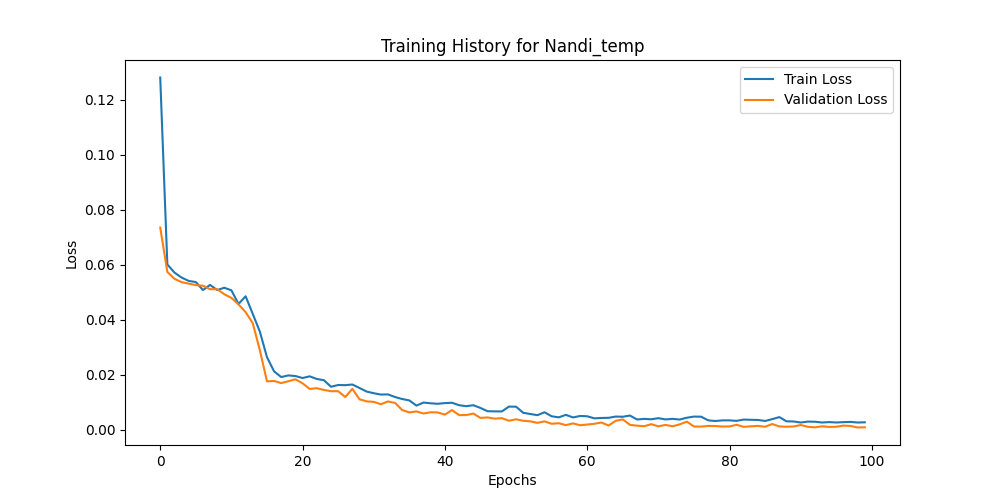 Training History for Nandi_temp
Train Loss
Validation Loss
0.12
0.10
0.08
0.06
0.04
0.02
0.00
Loss
0
20
40
60
80
100
Epochs